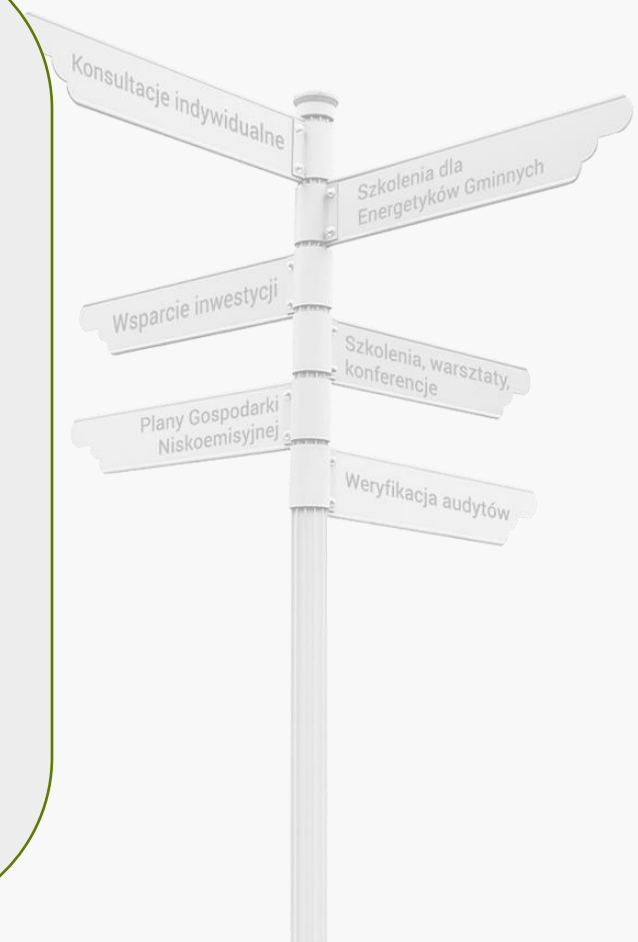 Konsultacje indywidualne
Szkolenia dla
Energetyków Gminnych
Wsparcie inwestycji
Szkolenia, warsztaty,
konferencje
Plany Gospodarki
Niskoemisyjnej
Weryfikacja audytów